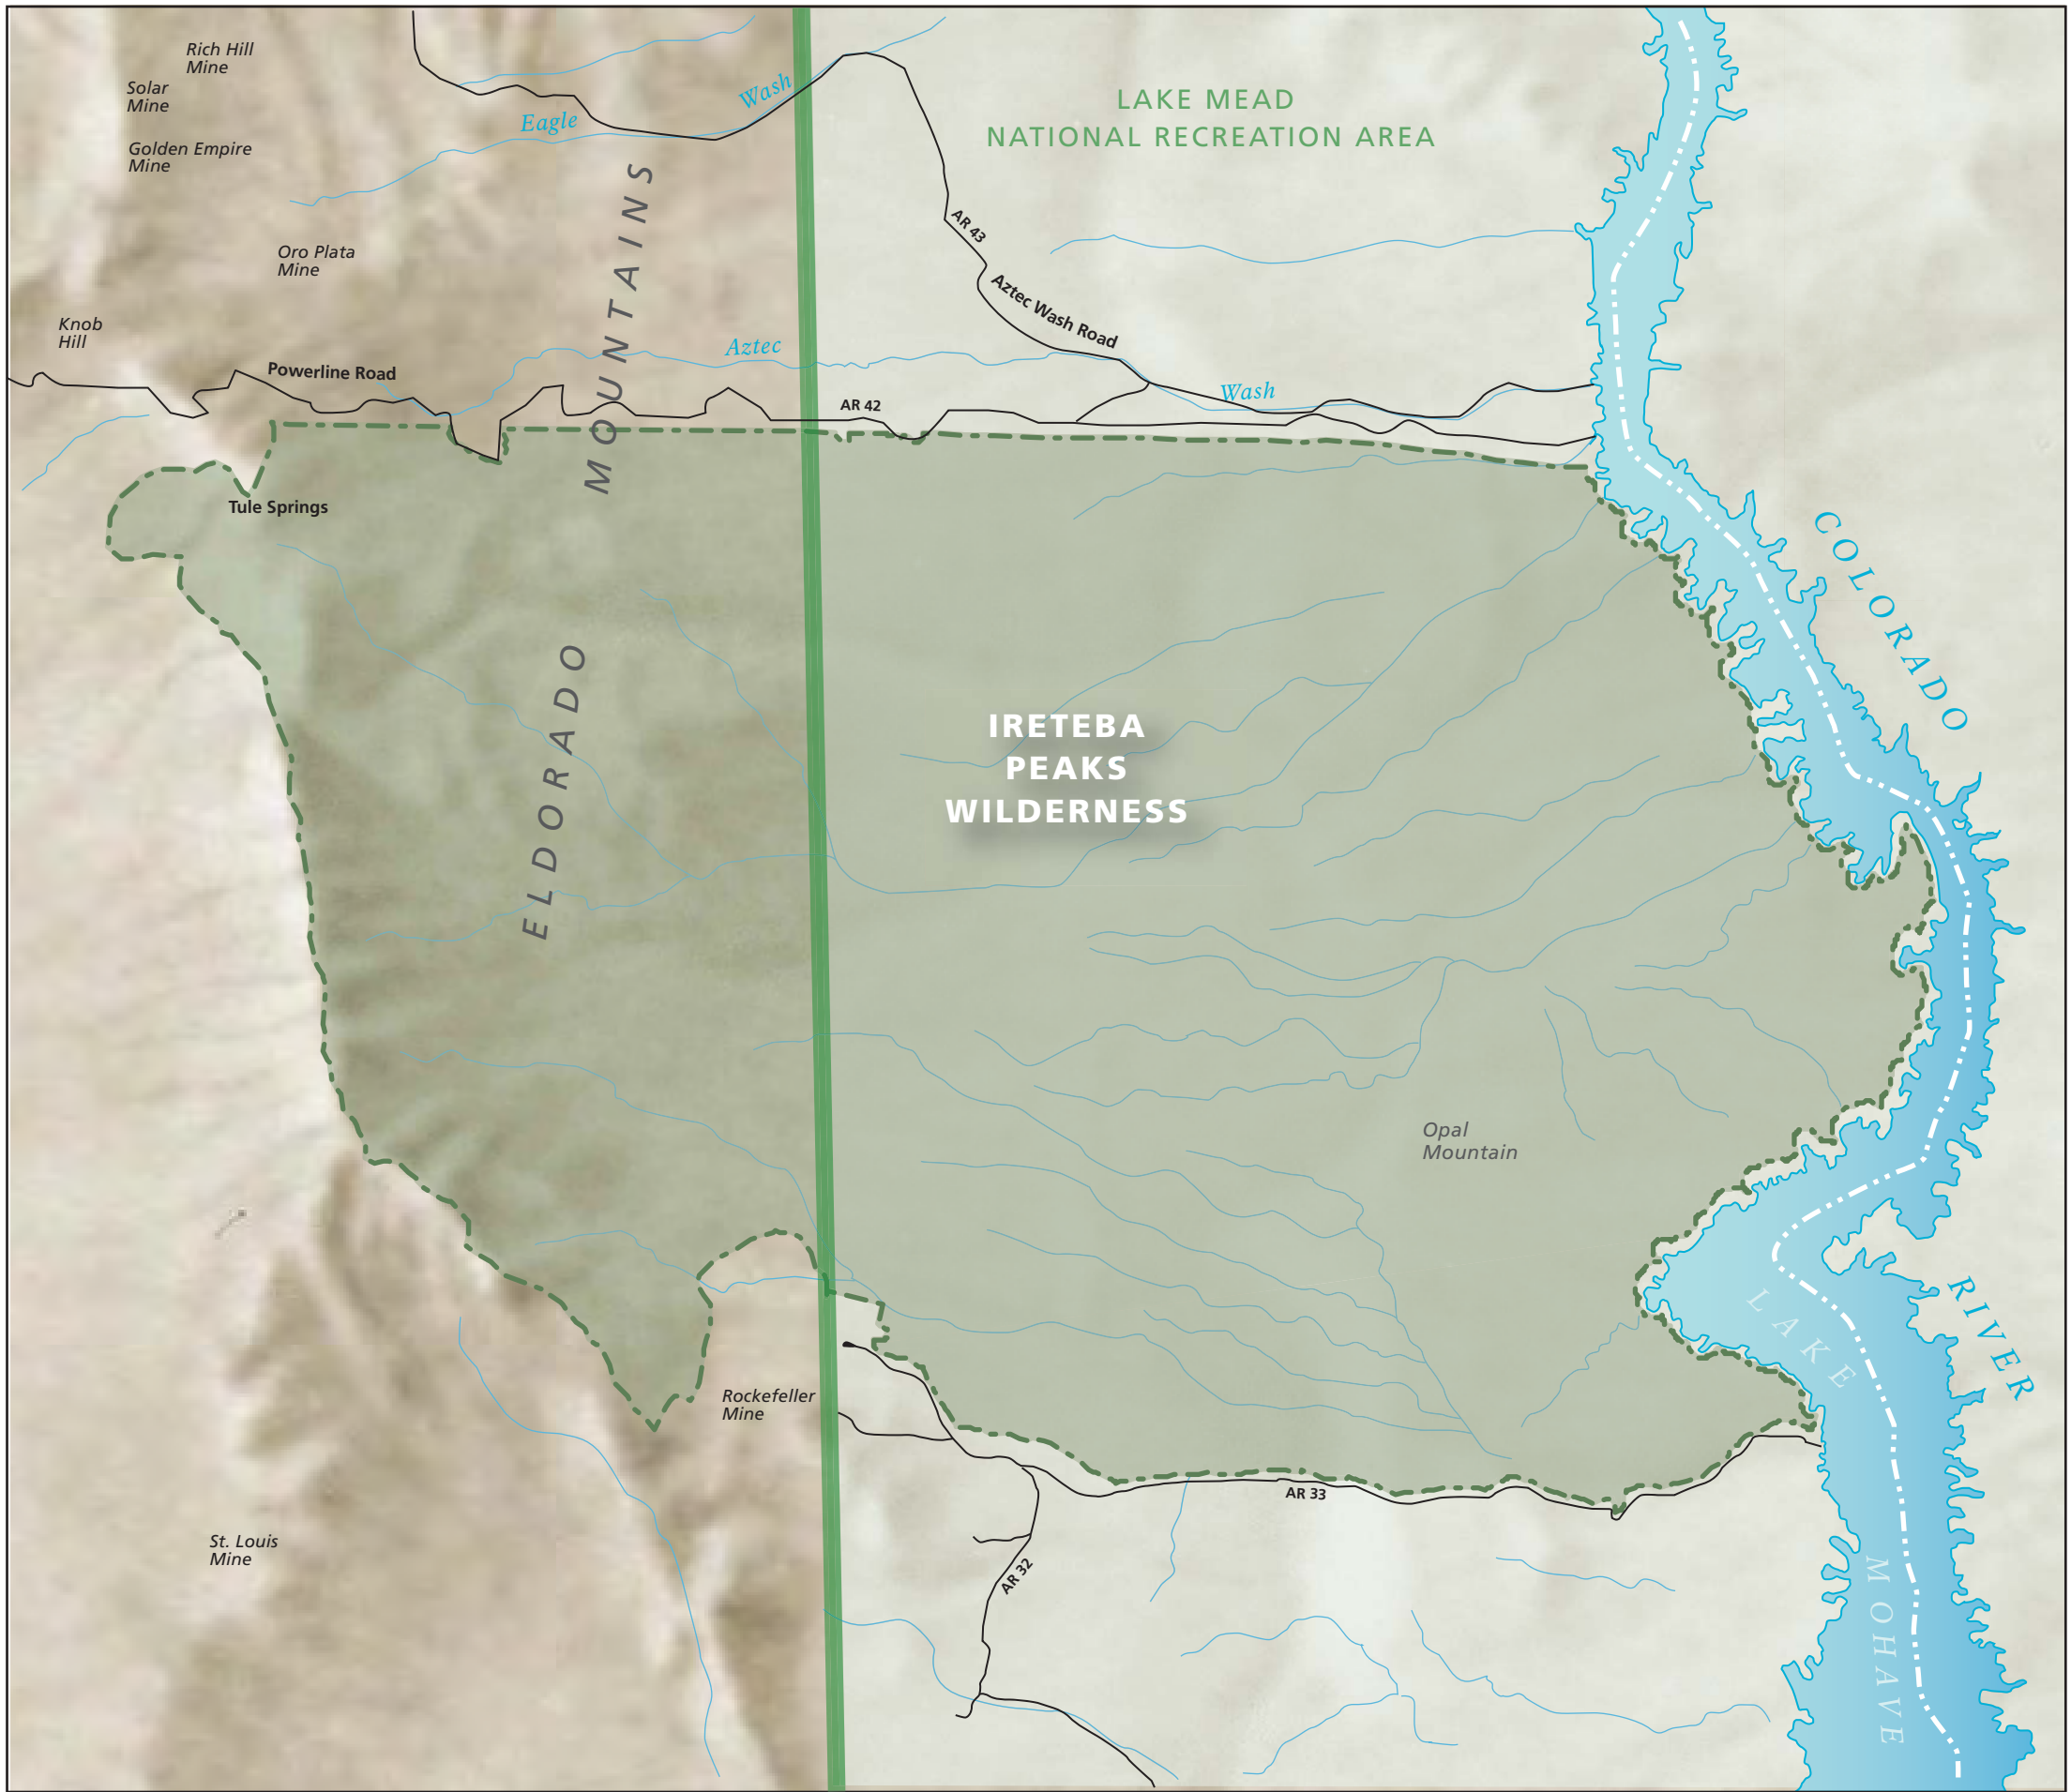 Rich Hill
Mine
Solar
Mine
Golden Empire
Mine
Eagle
Wash
LAKE MEAD
NATIONAL RECREATION AREA
Oro Plata
Mine
AR 43
Aztec Wash Road
Knob
Hill
Powerline Road
Aztec
Wash
AR 42
MOUNTAINS
Tule Springs
COLORADO
ELDORADO
IRETEBA
PEAKS
WILDERNESS
Opal
Mountain
RIVER
LAKE
Rockefeller
Mine
AR 33
St. Louis
Mine
AR 32
MOHAVE